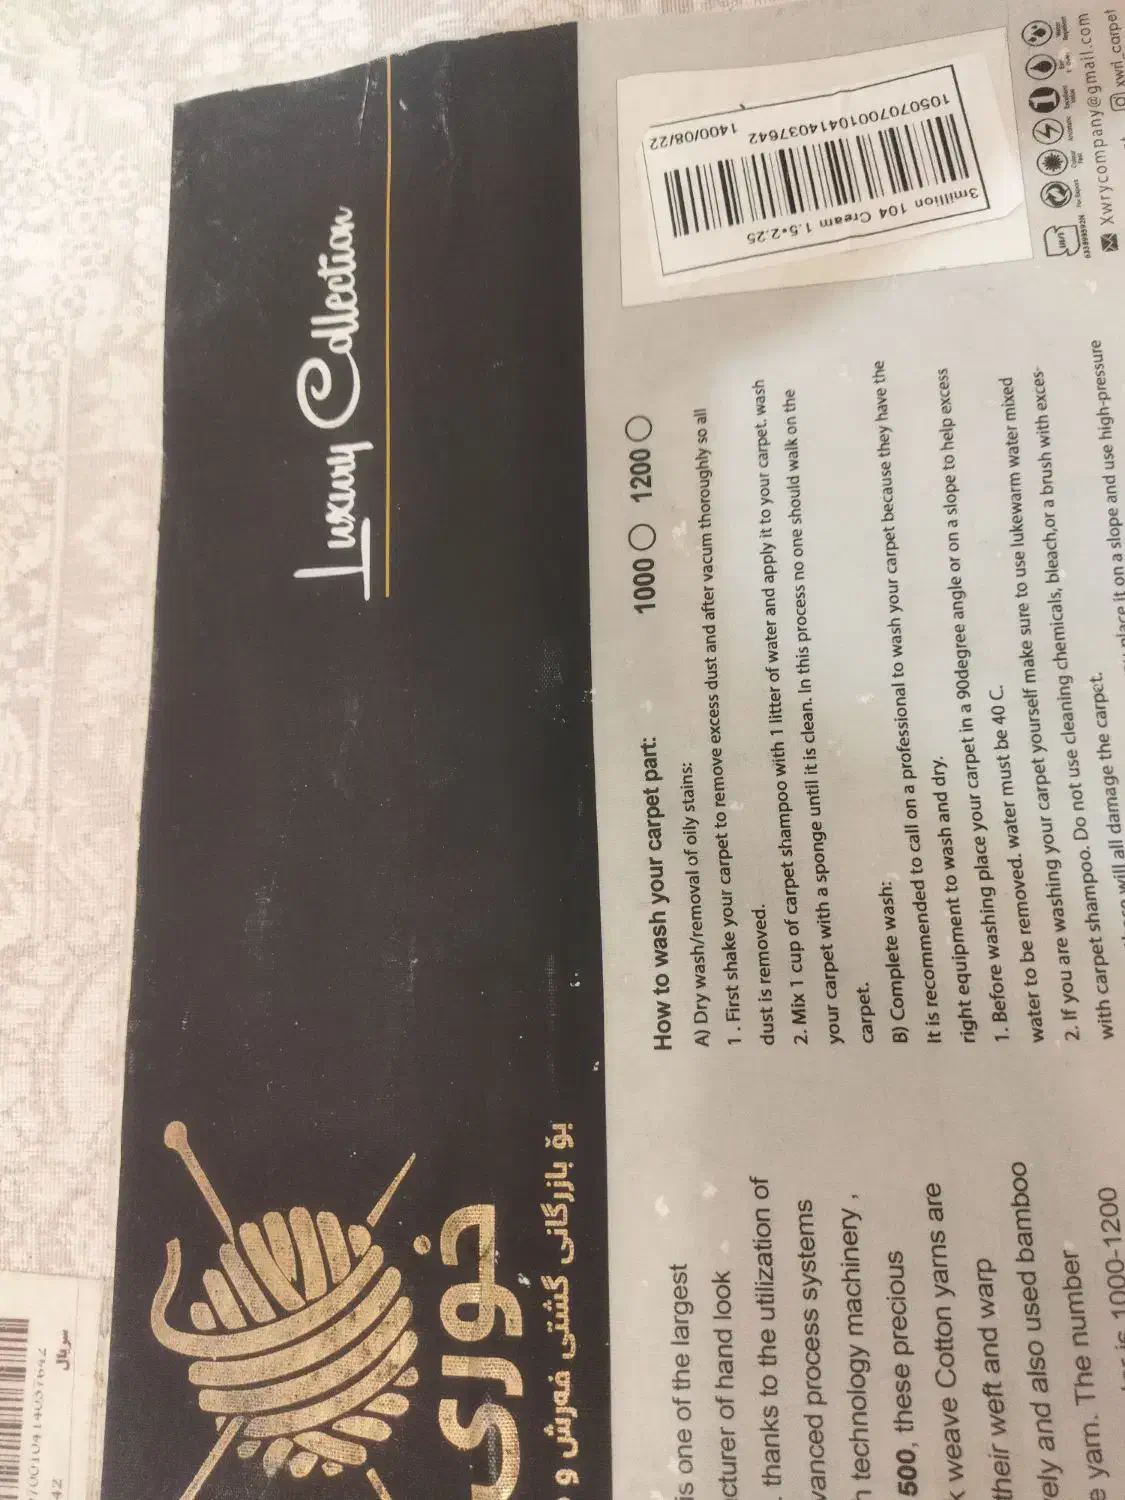 Luxury Collection
خوری
بۆ بازرگانی گشتی فەرش و
1000 1200
How to wash your carpet part:
A) Dry wash/removal of oily stains:
1 . First shake your carpet to remove excess dust and after vacum thoroughly so all
dust is removed.
2. Mix 1 cup of carpet shampoo with 1 litter of water and apply it to your carpet. wash
your carpet with a sponge until it is clean. In this process no one should walk on the
carpet.
B) Complete wash:
It is recommended to call on a professional to wash your carpet because they have the
right equipment to wash and dry.
1. Before washing place your carpet in a 90degree angle or on a slope to help excess
water to be removed. water must be 40 C.
2. If you are washing your carpet yourself make sure to use lukewarm water mixed
with carpet shampoo. Do not use cleaning chemicals, bleach,or a brush with exces-
will all damage the carpet.
place it on a slope and use high-pressure
is one of the largest
cturer of hand look
thanks to the utilization of
vanced process systems
technology machinery ,
500, these precious
weave Cotton yarns are
their weft and warp
ely and also used bamboo
e yarn. The number
is 1000-1200
3million 104 Cream 1.5*2.25
10507070010414037642 1400/08/22
633898592N
Xwrycompany@gmail.com
xwri_carpet
سریال
70010414037642
42